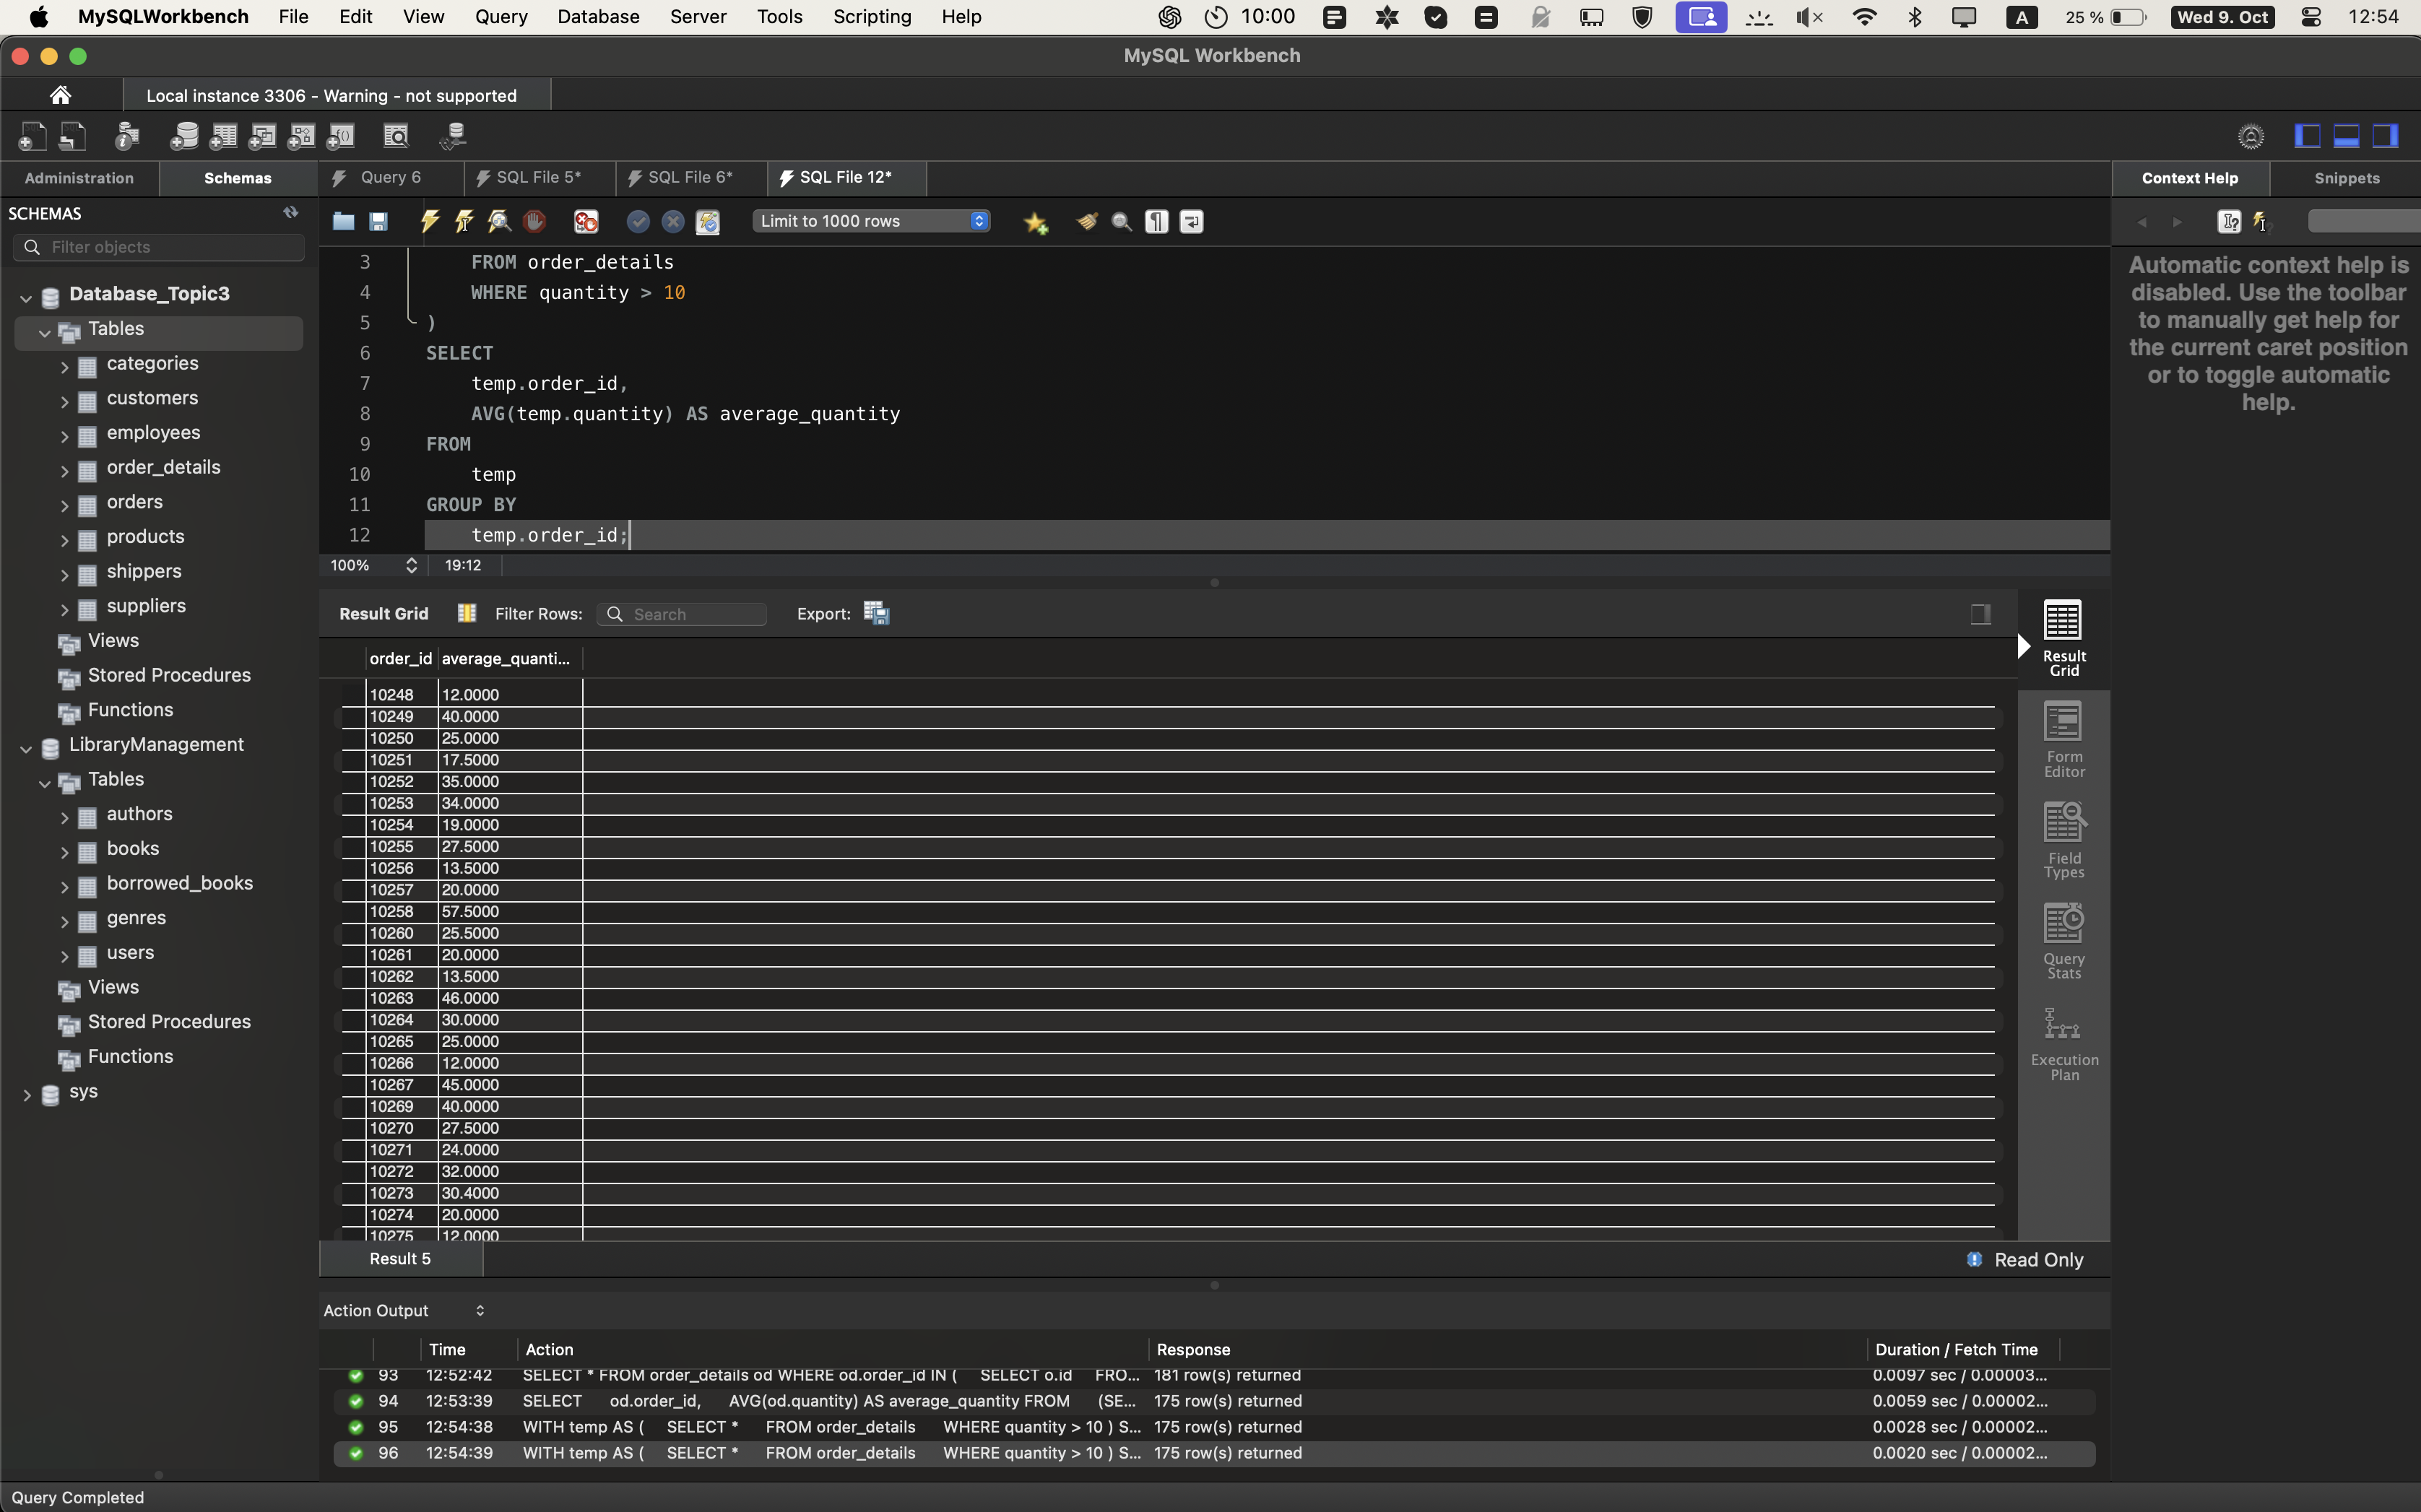 MySQLWorkbench File Edit View Query Database Server Tools Scripting Help 10:00 A 25 % Wed 9. Oct 12:54
MySQL Workbench
Local instance 3306 - Warning - not supported
Administration Schemas
Query 6 SQL File 5* SQL File 6* SQL File 12*
Context Help Snippets
SCHEMAS
Filter objects
Database_Topic3
Tables
categories
customers
employees
order_details
orders
products
shippers
suppliers
Views
Stored Procedures
Functions
LibraryManagement
Tables
authors
books
borrowed_books
genres
users
Views
Stored Procedures
Functions
sys
Limit to 1000 rows
3 FROM order_details
4 WHERE quantity > 10
5 )
6 SELECT
7 temp.order_id,
8 AVG(temp.quantity) AS average_quantity
9 FROM
10 temp
11 GROUP BY
12 temp.order_id;
100% 19:12
Automatic context help is
disabled. Use the toolbar
to manually get help for
the current caret position
or to toggle automatic
help.
Result Grid Filter Rows: Search Export:
order_id average_quanti...
10248 12.0000
10249 40.0000
10250 25.0000
10251 17.5000
10252 35.0000
10253 34.0000
10254 19.0000
10255 27.5000
10256 13.5000
10257 20.0000
10258 57.5000
10260 25.5000
10261 20.0000
10262 13.5000
10263 46.0000
10264 30.0000
10265 25.0000
10266 12.0000
10267 45.0000
10269 40.0000
10270 27.5000
10271 24.0000
10272 32.0000
10273 30.4000
10274 20.0000
10275 12.0000
Result
Grid
Form
Editor
Field
Types
Query
Stats
Execution
Plan
Result 5 Read Only
Action Output
Time Action Response Duration / Fetch Time
93 12:52:42 SELECT * FROM order_details od WHERE od.order_id IN ( SELECT o.id FRO... 181 row(s) returned 0.0097 sec / 0.00003...
94 12:53:39 SELECT od.order_id, AVG(od.quantity) AS average_quantity FROM (SE... 175 row(s) returned 0.0059 sec / 0.00002...
95 12:54:38 WITH temp AS ( SELECT * FROM order_details WHERE quantity > 10 ) S... 175 row(s) returned 0.0028 sec / 0.00002...
96 12:54:39 WITH temp AS ( SELECT * FROM order_details WHERE quantity > 10 ) S... 175 row(s) returned 0.0020 sec / 0.00002...
Query Completed